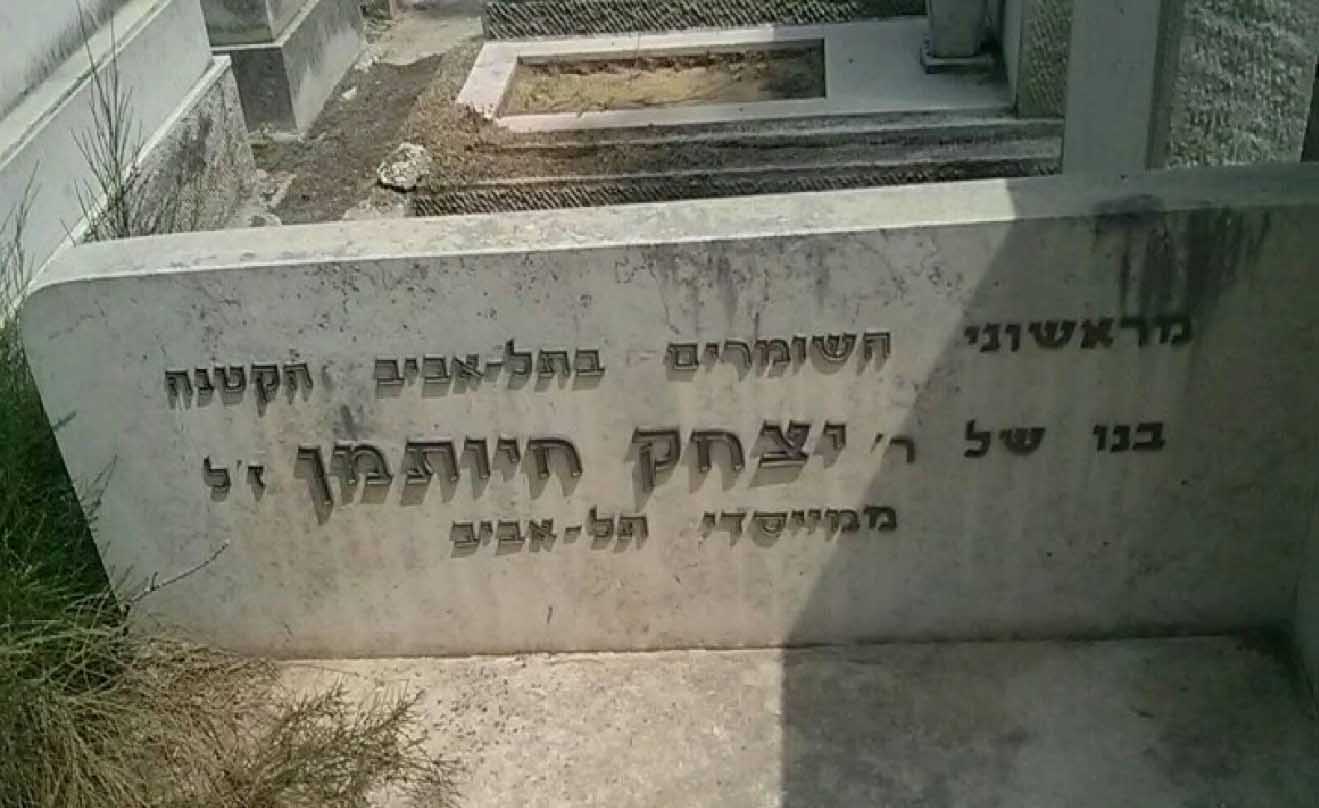 מראשוני השומרים בתל-אביב הקטנה
בנו של ר' יצחק חיותמן ז'ל
ממייסדי תל-אביב